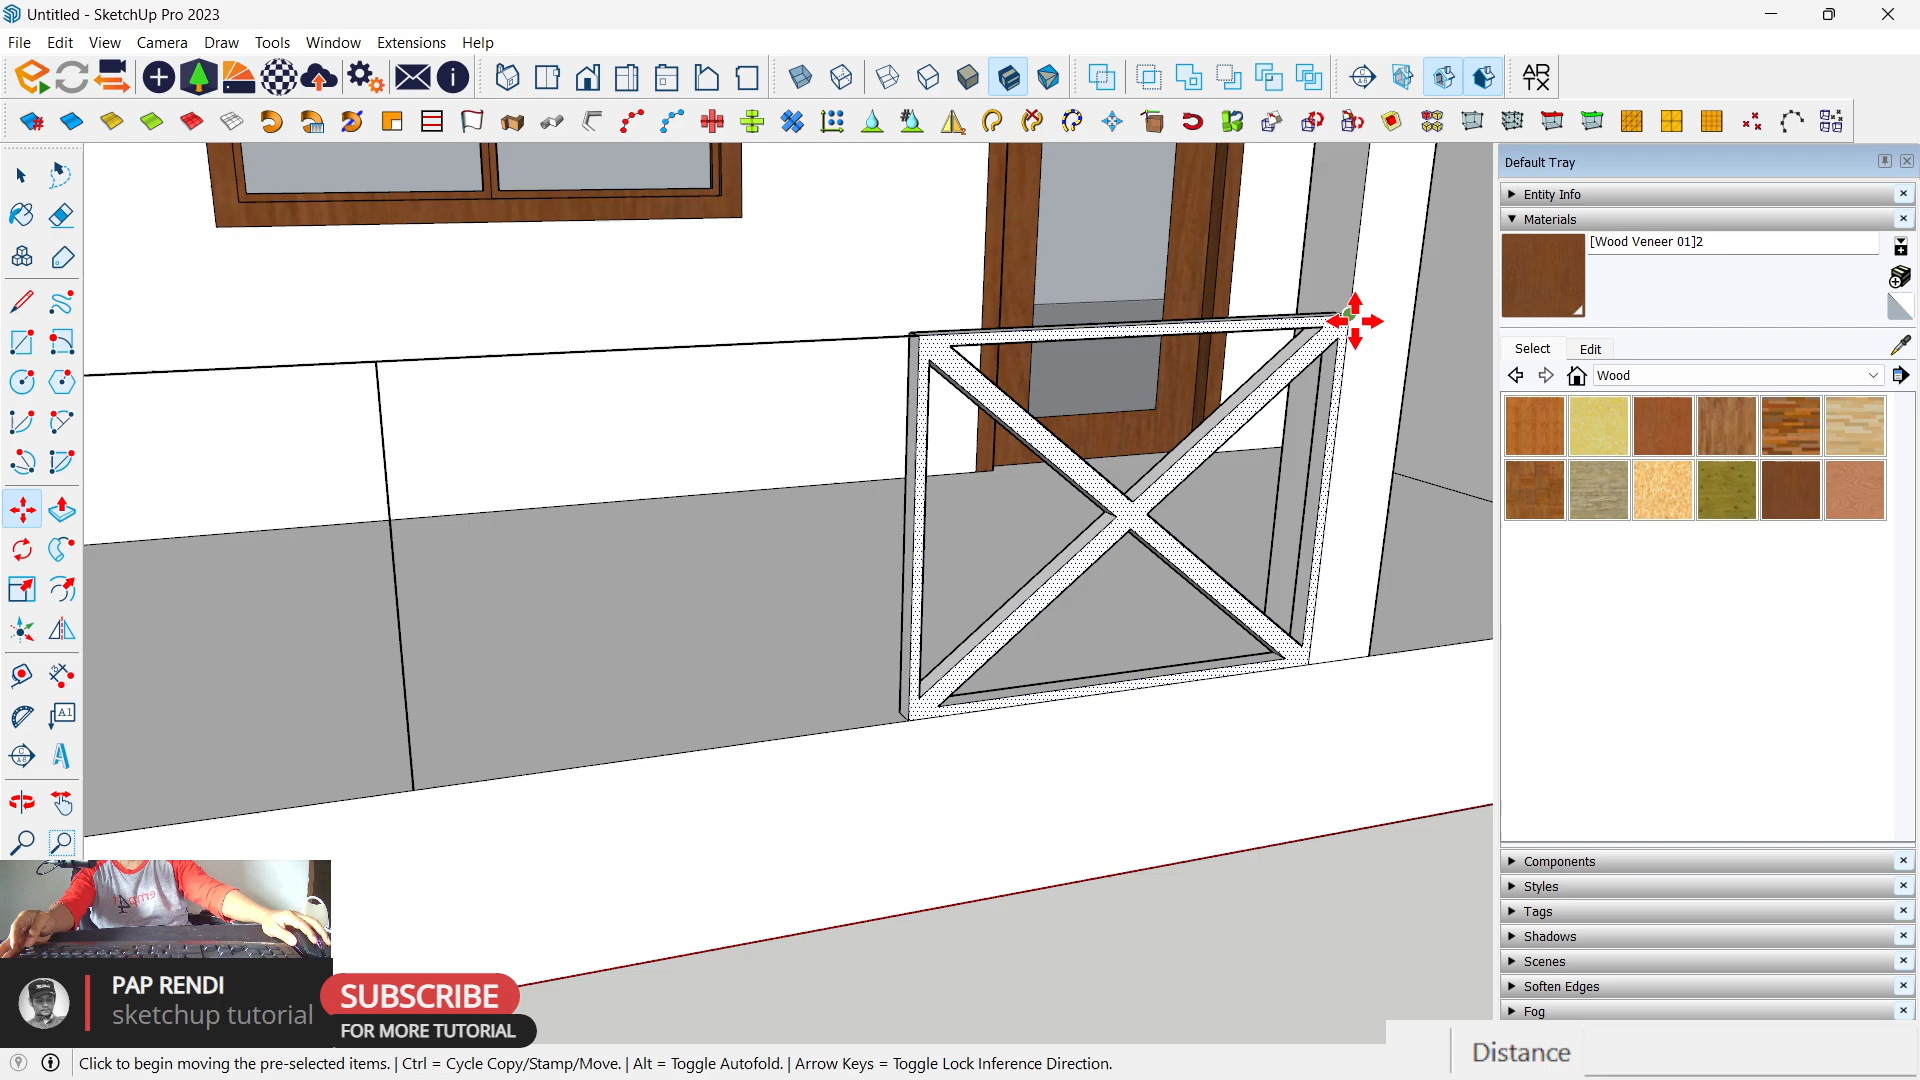 Untitled - SketchUp Pro 2023
File Edit View Camera Draw Tools Window Extensions Help
AR
TX
Default Tray
Entity Info
Materials
[Wood Veneer 01]2
Select Edit
Wood
A1
Components
Styles
Tags
Shadows
Scenes
Soften Edges
Fog
PAP RENDI
sketchup tutorial
SUBSCRIBE
FOR MORE TUTORIAL
Click to begin moving the pre-selected items. | Ctrl = Cycle Copy/Stamp/Move. | Alt = Toggle Autofold. | Arrow Keys = Toggle Lock Inference Direction.
Distance